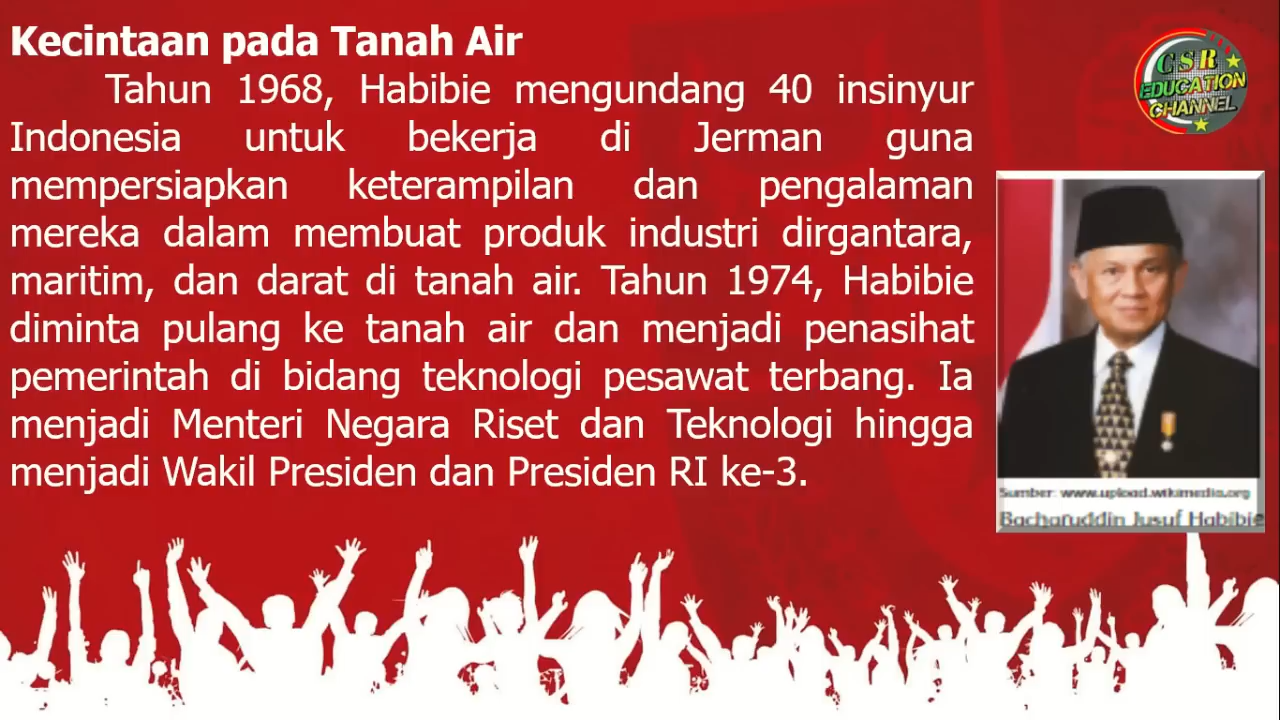 Kecintaan pada Tanah Air
Tahun 1968, Habibie mengundang 40 insinyur
Indonesia untuk bekerja di Jerman guna
mempersiapkan keterampilan dan pengalaman
mereka dalam membuat produk industri dirgantara,
maritim, dan darat di tanah air. Tahun 1974, Habibie
diminta pulang ke tanah air dan menjadi penasihat
pemerintah di bidang teknologi pesawat terbang. Ia
menjadi Menteri Negara Riset dan Teknologi hingga
menjadi Wakil Presiden dan Presiden RI ke-3.
CSR
EDUCATION
CHANNEL
Sumber: www.upload.wikimedia.org
Bacharuddin Jusuf Habibie